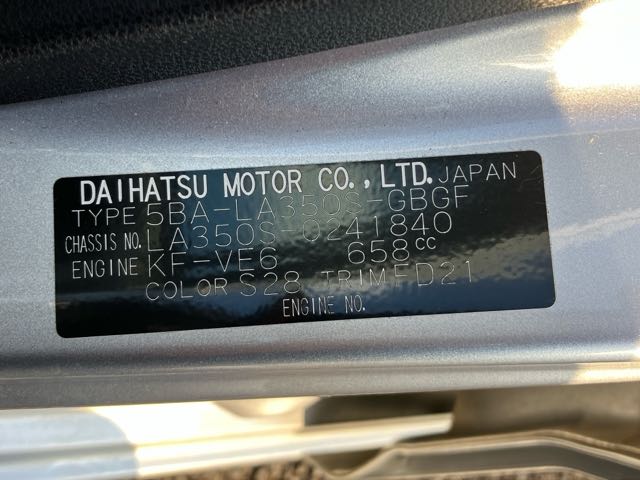 DAIHATSU MOTOR CO., LTD. JAPAN
TYPE 5BA-LA350S-GBGF
CHASSIS NO. LA350S-0241840
ENGINE KF-VE6 658cc
COLOR S28 TRIM FD21
ENGINE NO.